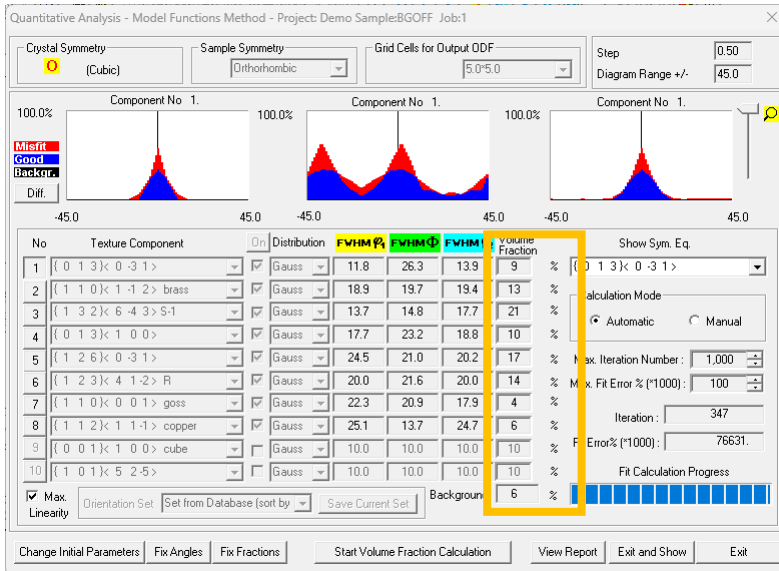 Quantitative Analysis - Model Functions Method - Project: Demo Sample:BGOFF Job:1
Crystal Symmetry
O (Cubic)
Sample Symmetry
Orthorhombic
Grid Cells for Output ODF
5.0*5.0
Step 0.50
Diagram Range +/- 45.0
Component No 1. Component No 1. Component No 1.
100.0% 100.0% 100.0%
Misfit
Good
Backgr.
Diff.
-45.0 45.0 -45.0 45.0 -45.0 45.0
No Texture Component On Distribution FWHM φ1 FWHM Φ FWHM Volume Fraction
1 { 0 1 3}< 0 -3 1> Gauss 11.8 26.3 13.9 9 %
2 { 1 1 0}< 1 -1 2> brass Gauss 18.9 19.7 19.4 13 %
3 { 1 3 2}< 6 -4 3> S-1 Gauss 13.7 14.8 17.7 21 %
4 { 0 1 3}< 1 0 0> Gauss 17.7 23.2 18.8 10 %
5 { 1 2 6}< 0 -3 1> Gauss 24.5 21.0 20.2 17 %
6 { 1 2 3}< 4 1 -2> R Gauss 20.0 21.6 20.0 14 %
7 { 1 1 0}< 0 0 1> goss Gauss 22.3 20.9 17.9 4 %
8 { 1 1 2}< 1 1 -1> copper Gauss 25.1 13.7 24.7 6 %
9 { 0 0 1}< 1 0 0> cube Gauss 10.0 10.0 10.0 10 %
10 { 1 0 1}< 5 2 -5> Gauss 10.0 10.0 10.0 10 %
Max. Linearity
Orientation Set Set from Database (sort by Save Current Set
Background 6 %
Show Sym. Eq.
{ 0 1 3}< 0 -3 1>
Calculation Mode
Automatic Manual
Max. Iteration Number : 1,000
Max. Fit Error % (*1000) : 100
Iteration : 347
Error% (*1000) : 76631.
Fit Calculation Progress
Change Initial Parameters Fix Angles Fix Fractions Start Volume Fraction Calculation View Report Exit and Show Exit